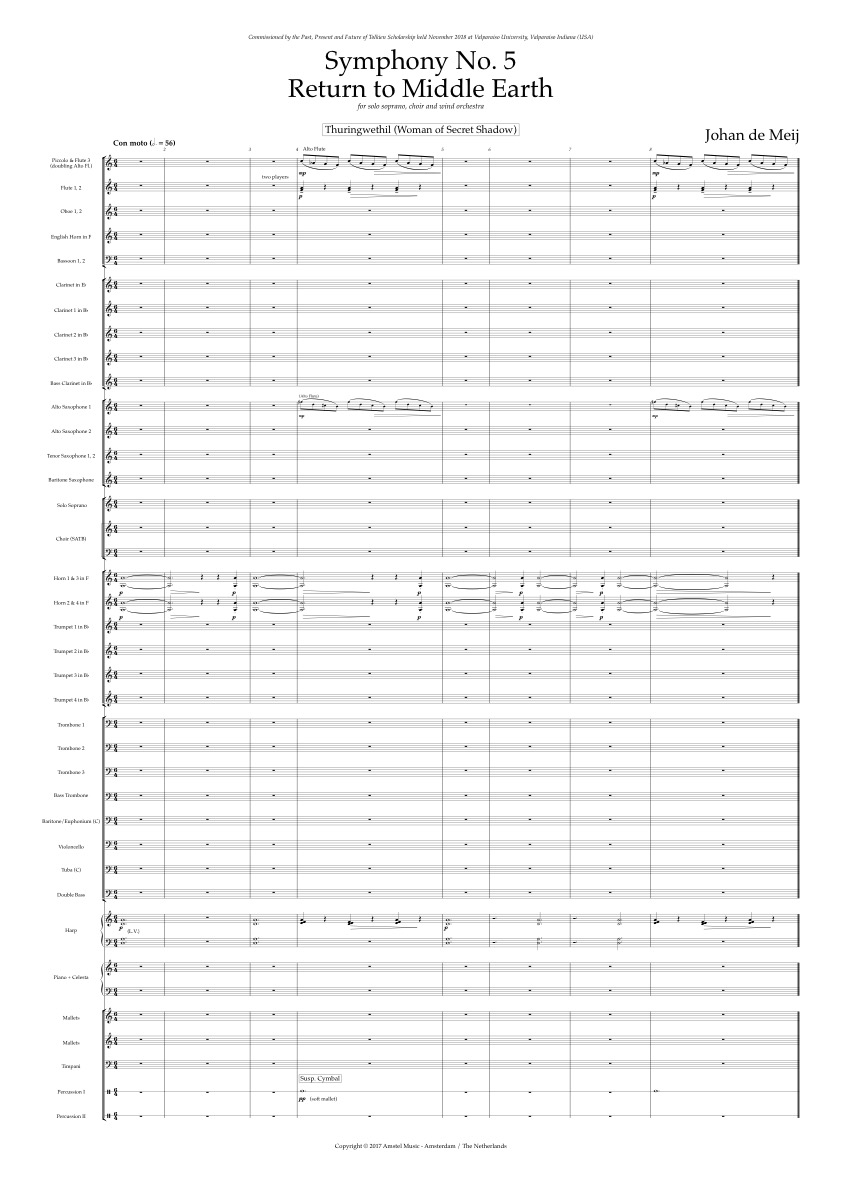 Commissioned by the Past, Present and Future of Tolkien Scholarship held November 2018 at Valparaiso University, Valparaiso Indiana (USA)
Symphony No. 5
Return to Middle Earth
for solo soprano, choir and wind orchestra
Thuringwethil (Woman of Secret Shadow)
Johan de Meij
Con moto (𝅗𝅥. = 56)
2 3 4 Alto Flute 5 6 7 8
Piccolo & Flute 3
(doubling Alto Fl.)
mp mp
two players
Flute 1, 2
p p
Oboe 1, 2
English Horn in F
Bassoon 1, 2
Clarinet in E♭
Clarinet 1 in B♭
Clarinet 2 in B♭
Clarinet 3 in B♭
Bass Clarinet in B♭
(Alto Flute)
Alto Saxophone 1
mp mp
Alto Saxophone 2
Tenor Saxophone 1, 2
Baritone Saxophone
Solo Soprano
Choir (SATB)
Horn 1 & 3 in F
p p p p p p
Horn 2 & 4 in F
p p p p p p
Trumpet 1 in B♭
Trumpet 2 in B♭
Trumpet 3 in B♭
Trumpet 4 in B♭
Trombone 1
Trombone 2
Trombone 3
Bass Trombone
Baritone/Euphonium (C)
Violoncello
Tuba (C)
Double Bass
Harp
p (L.V.) p
Piano + Celesta
Mallets
Mallets
Timpani
Susp. Cymbal
Percussion I
pp (soft mallet)
Percussion II
Copyright © 2017 Amstel Music - Amsterdam / The Netherlands